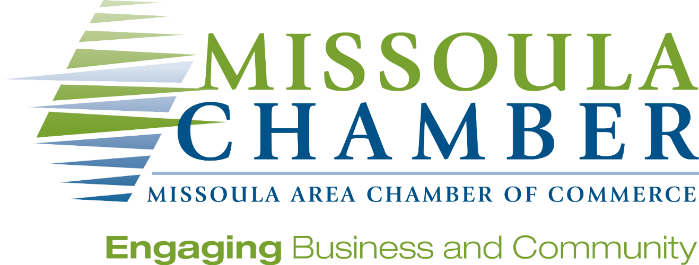 MISSOULA
CHAMBER
MISSOULA AREA CHAMBER OF COMMERCE
Engaging Business and Community